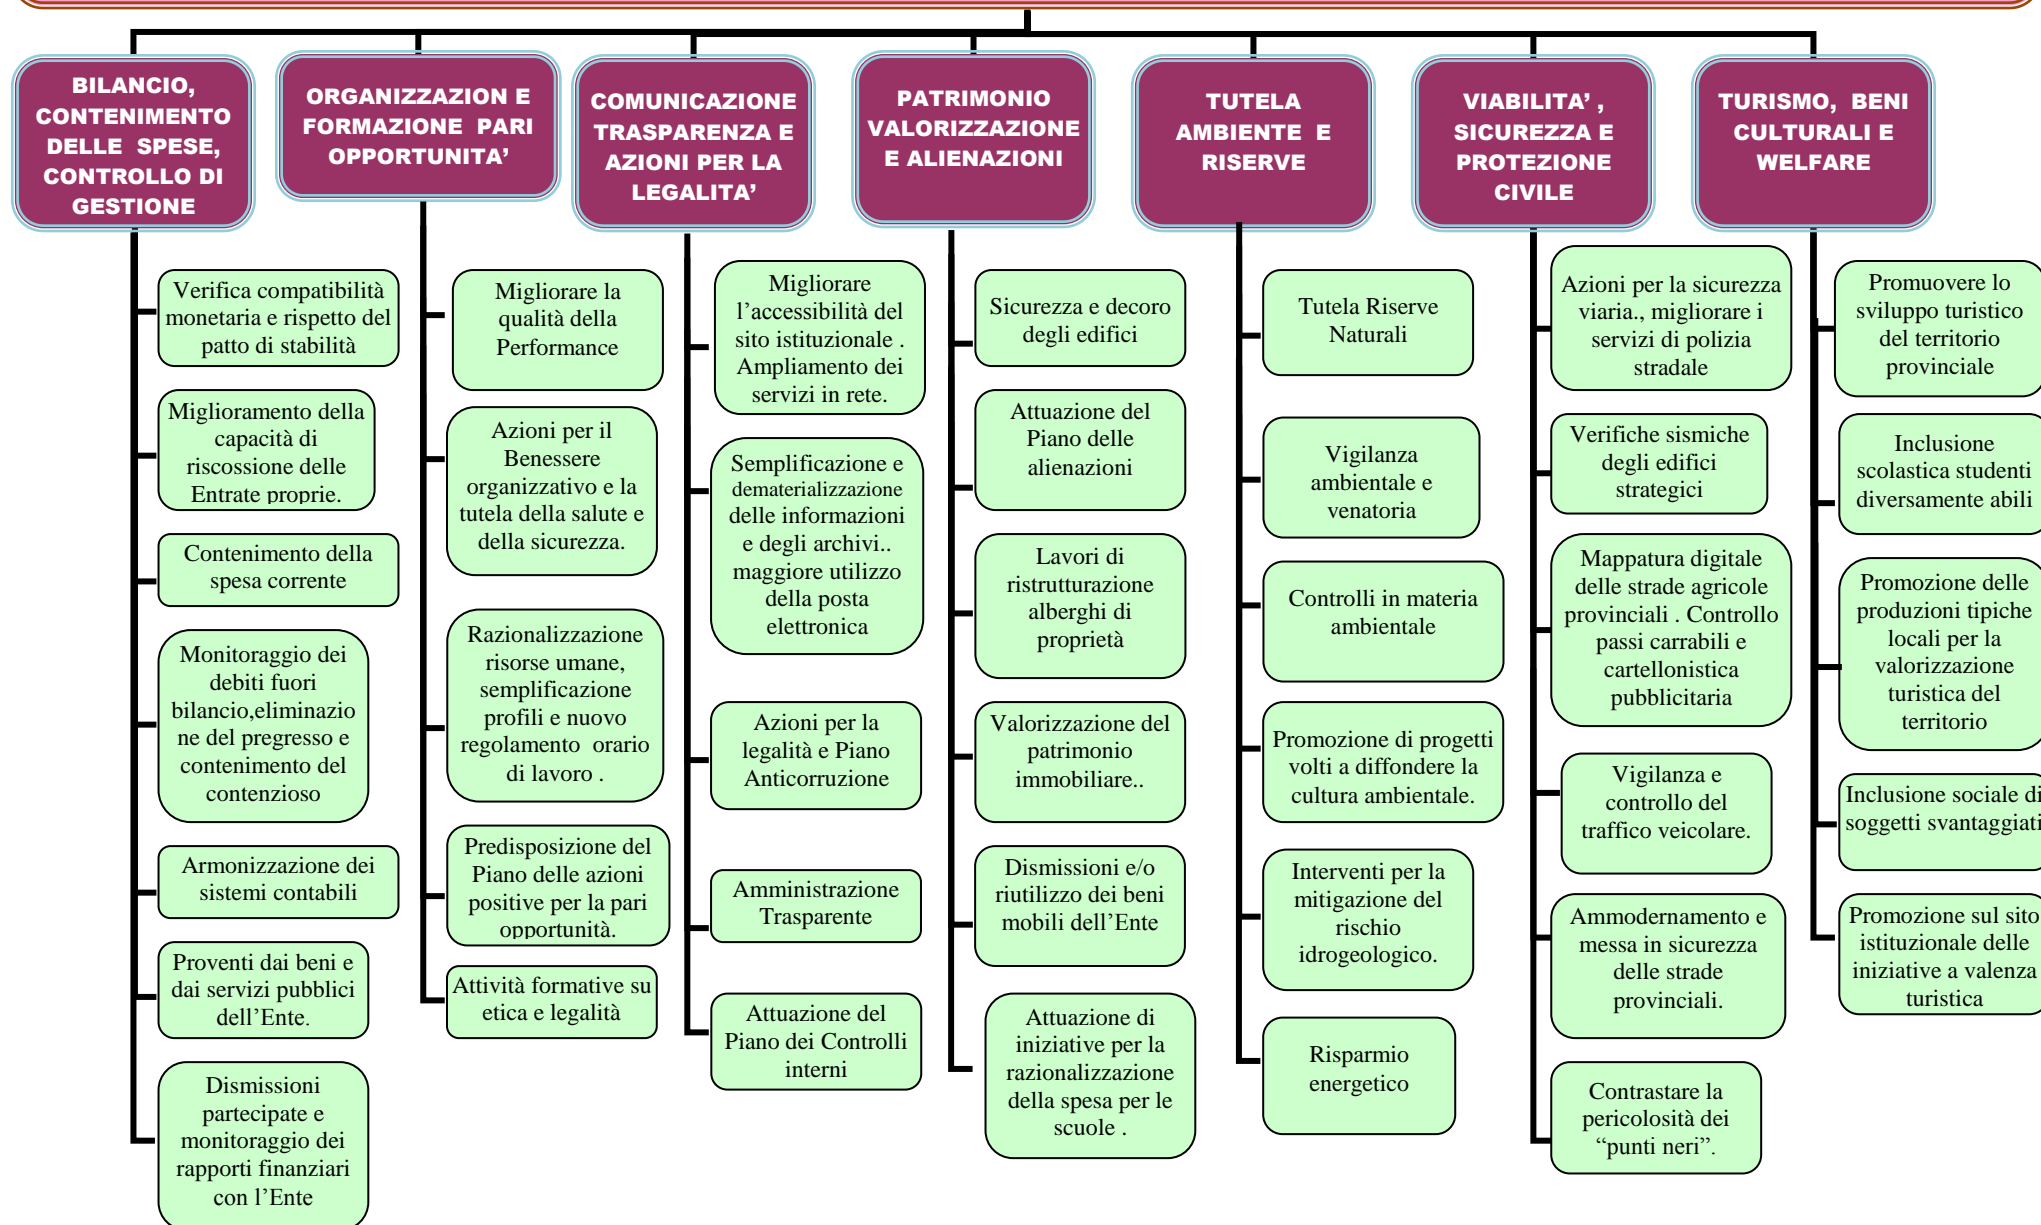 BILANCIO,
CONTENIMENTO
DELLE SPESE,
CONTROLLO DI
GESTIONE
Verifica compatibilità
monetaria e rispetto del
patto di stabilità
Miglioramento della
capacità di
riscossione delle
Entrate proprie.
Contenimento della
spesa corrente
Monitoraggio dei
debiti fuori
bilancio,eliminazio
ne del pregresso e
contenimento del
contenzioso
Armonizzazione dei
sistemi contabili
Proventi dai beni e
dai servizi pubblici
dell’Ente.
Dismissioni
partecipate e
monitoraggio dei
rapporti finanziari
con l’Ente
ORGANIZZAZION E
FORMAZIONE PARI
OPPORTUNITA’
Migliorare la
qualità della
Performance
Azioni per il
Benessere
organizzativo e la
tutela della salute e
della sicurezza.
Razionalizzazione
risorse umane,
semplificazione
profili e nuovo
regolamento orario
di lavoro .
Predisposizione del
Piano delle azioni
positive per la pari
opportunità.
Attività formative su
etica e legalità
COMUNICAZIONE
TRASPARENZA E
AZIONI PER LA
LEGALITA’
Migliorare
l’accessibilità del
sito istituzionale .
Ampliamento dei
servizi in rete.
Semplificazione e
dematerializzazione
delle informazioni
e degli archivi..
maggiore utilizzo
della posta
elettronica
Azioni per la
legalità e Piano
Anticorruzione
Amministrazione
Trasparente
Attuazione del
Piano dei Controlli
interni
PATRIMONIO
VALORIZZAZIONE
E ALIENAZIONI
Sicurezza e decoro
degli edifici
Attuazione del
Piano delle
alienazioni
Lavori di
ristrutturazione
alberghi di
proprietà
Valorizzazione del
patrimonio
immobiliare..
Dismissioni e/o
riutilizzo dei beni
mobili dell’Ente
Attuazione di
iniziative per la
razionalizzazione
della spesa per le
scuole .
TUTELA
AMBIENTE E
RISERVE
Tutela Riserve
Naturali
Vigilanza
ambientale e
venatoria
Controlli in materia
ambientale
Promozione di progetti
volti a diffondere la
cultura ambientale.
Interventi per la
mitigazione del
rischio
idrogeologico.
Risparmio
energetico
VIABILITA’ ,
SICUREZZA E
PROTEZIONE
CIVILE
Azioni per la sicurezza
viaria., migliorare i
servizi di polizia
stradale
Verifiche sismiche
degli edifici
strategici
Mappatura digitale
delle strade agricole
provinciali . Controllo
passi carrabili e
cartellonistica
pubblicitaria
Vigilanza e
controllo del
traffico veicolare.
Ammodernamento e
messa in sicurezza
delle strade
provinciali.
Contrastare la
pericolosità dei
“punti neri”.
TURISMO, BENI
CULTURALI E
WELFARE
Promuovere lo
sviluppo turistico
del territorio
provinciale
Inclusione
scolastica studenti
diversamente abili
Promozione delle
produzioni tipiche
locali per la
valorizzazione
turistica del
territorio
Inclusione sociale di
soggetti svantaggiati
Promozione sul sito
istituzionale delle
iniziative a valenza
turistica